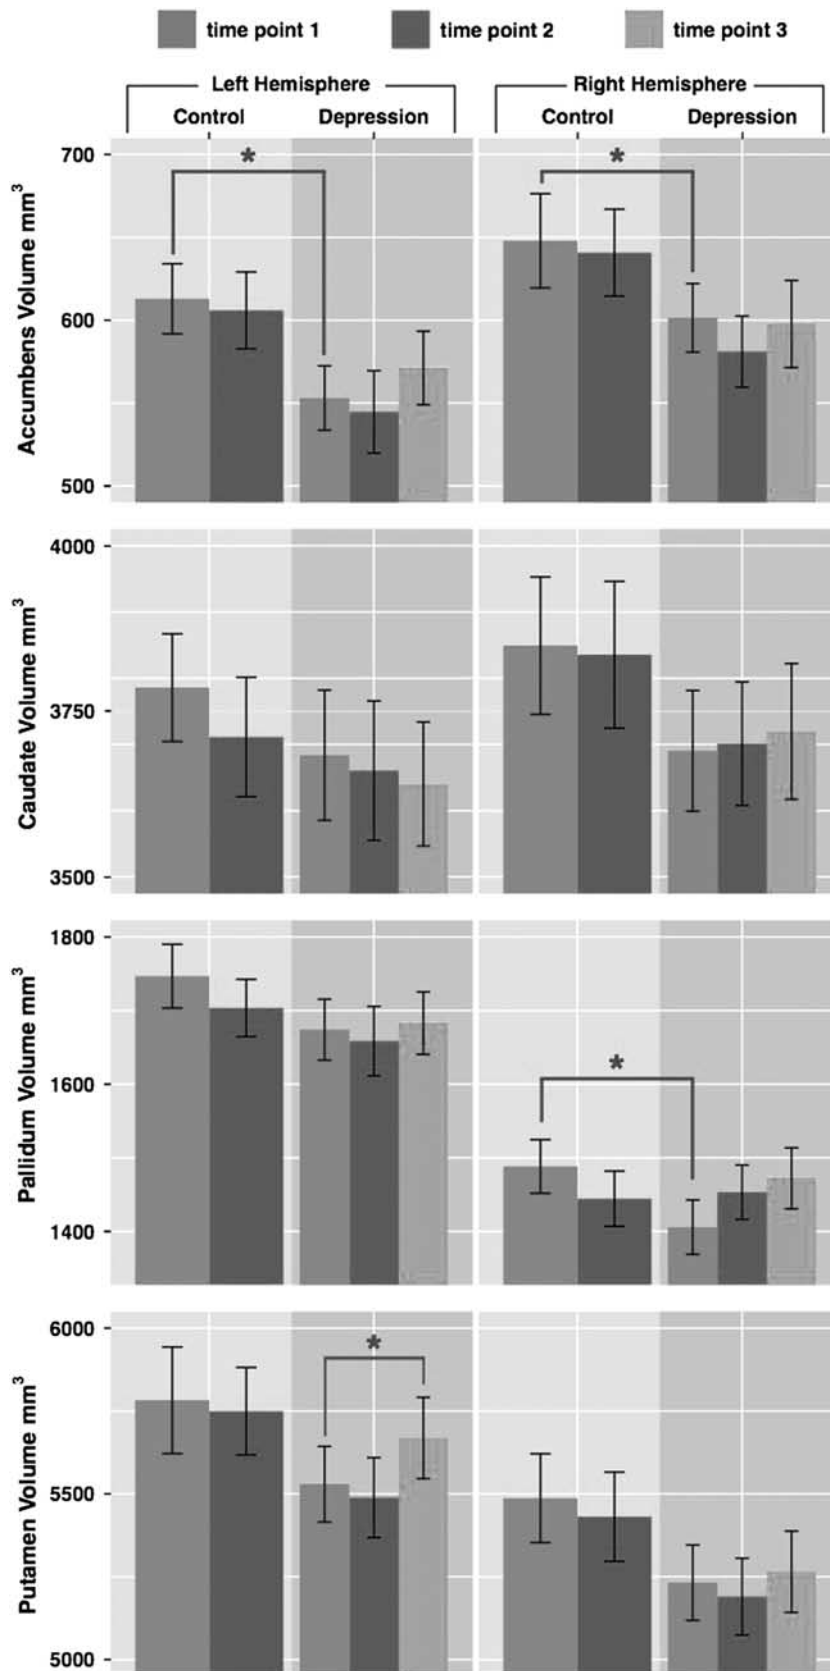 time point 1 time point 2 time point 3
Left Hemisphere Right Hemisphere
Control Depression Control Depression
Accumbens Volume mm³
700
600
500
* *
Caudate Volume mm³
4000
3750
3500
Pallidum Volume mm³
1800
1600
1400
*
Putamen Volume mm³
6000
5500
5000
*